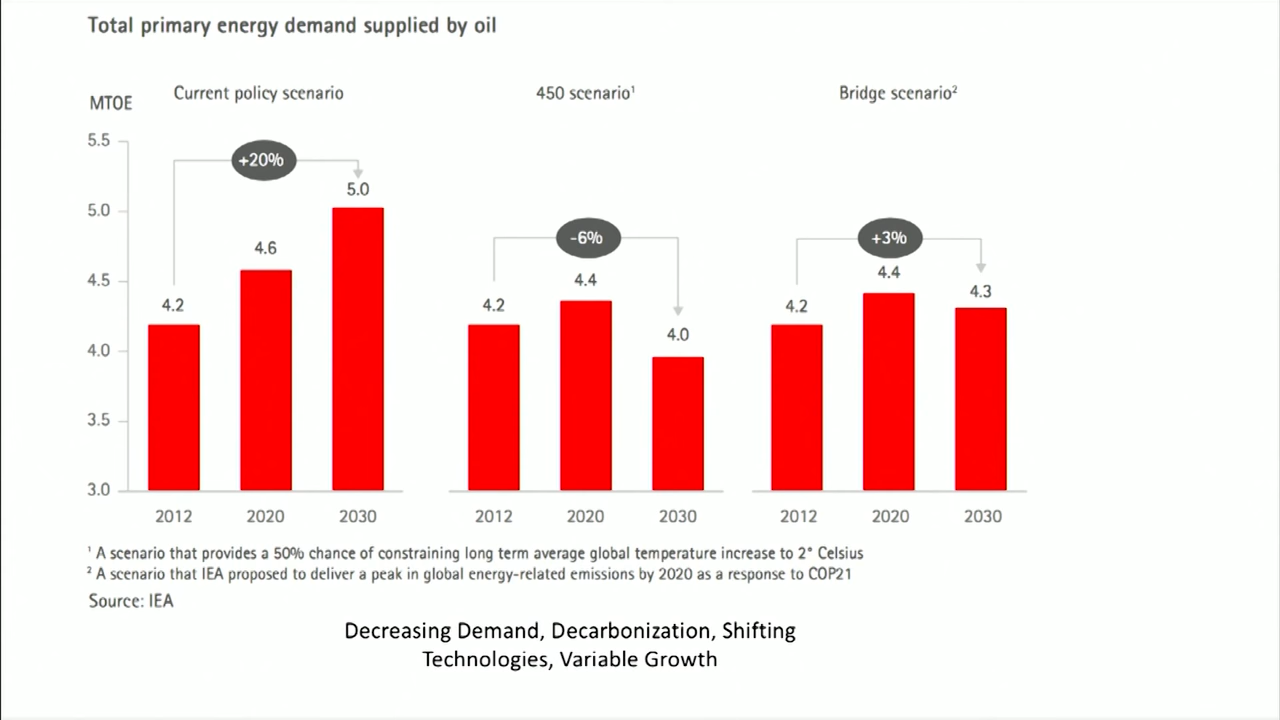 Total primary energy demand supplied by oil
MTOE
Current policy scenario
450 scenario¹
Bridge scenario²
5.5
5.0
4.5
4.0
3.5
3.0
+20%
4.2
4.6
5.0
2012
2020
2030
-6%
4.2
4.4
4.0
2012
2020
2030
+3%
4.2
4.4
4.3
2012
2020
2030
¹ A scenario that provides a 50% chance of constraining long term average global temperature increase to 2° Celsius
² A scenario that IEA proposed to deliver a peak in global energy-related emissions by 2020 as a response to COP21
Source: IEA
Decreasing Demand, Decarbonization, Shifting
Technologies, Variable Growth